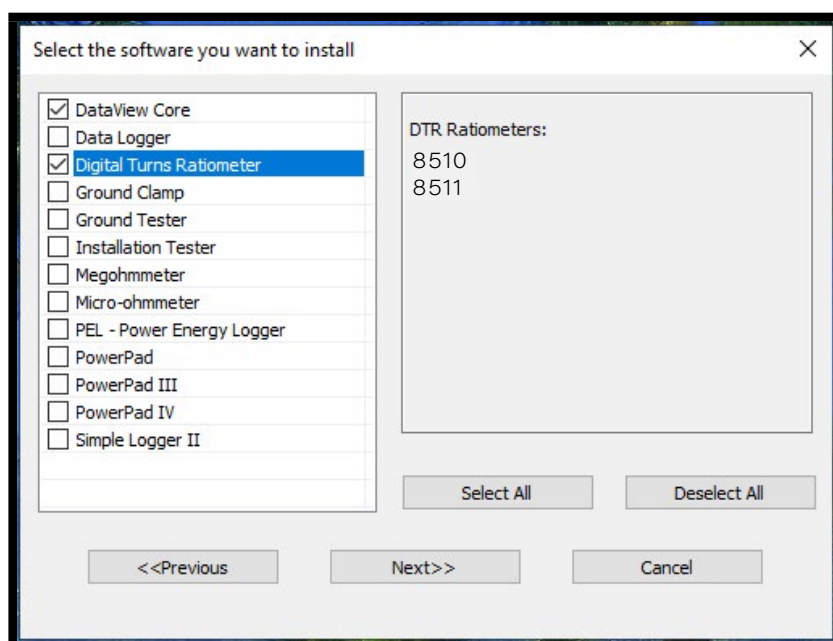 Select the software you want to install
DataView Core
Data Logger
Digital Turns Ratiometer
Ground Clamp
Ground Tester
Installation Tester
Megohmmeter
Micro-ohmmeter
PEL - Power Energy Logger
PowerPad
PowerPad III
PowerPad IV
Simple Logger II
DTR Ratiometers:
8510
8511
Select All
Deselect All
<<Previous
Next>>
Cancel